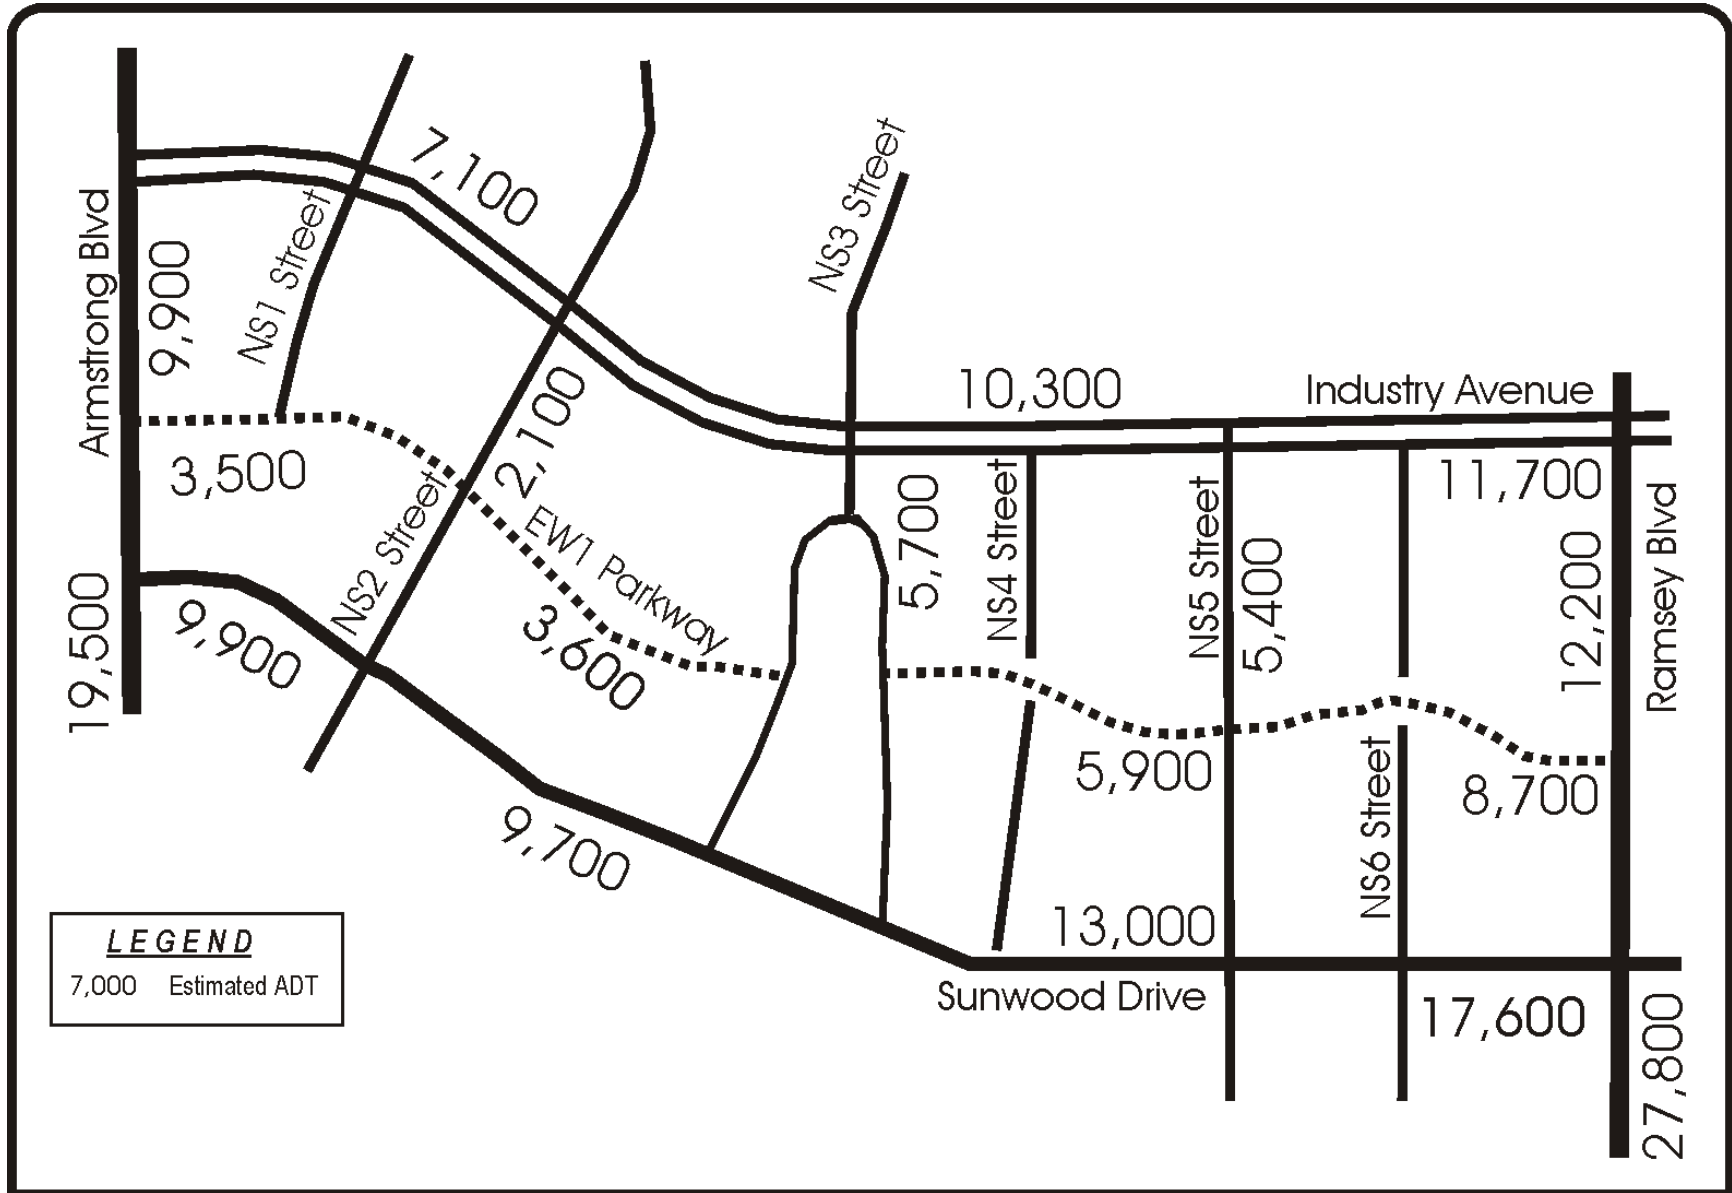 7,100
NS3 Street
Armstrong Blvd
9,900
NS1 Street
10,300
Industry Avenue
2,100
3,500
11,700
5,700
NS4 Street
NS5 Street
5,400
12,200
Ramsey Blvd
NS2 Street
EW1 Parkway
3,600
19,500
9,900
5,900
8,700
NS6 Street
9,700
13,000
Sunwood Drive
17,600
27,800
LEGEND
7,000 Estimated ADT